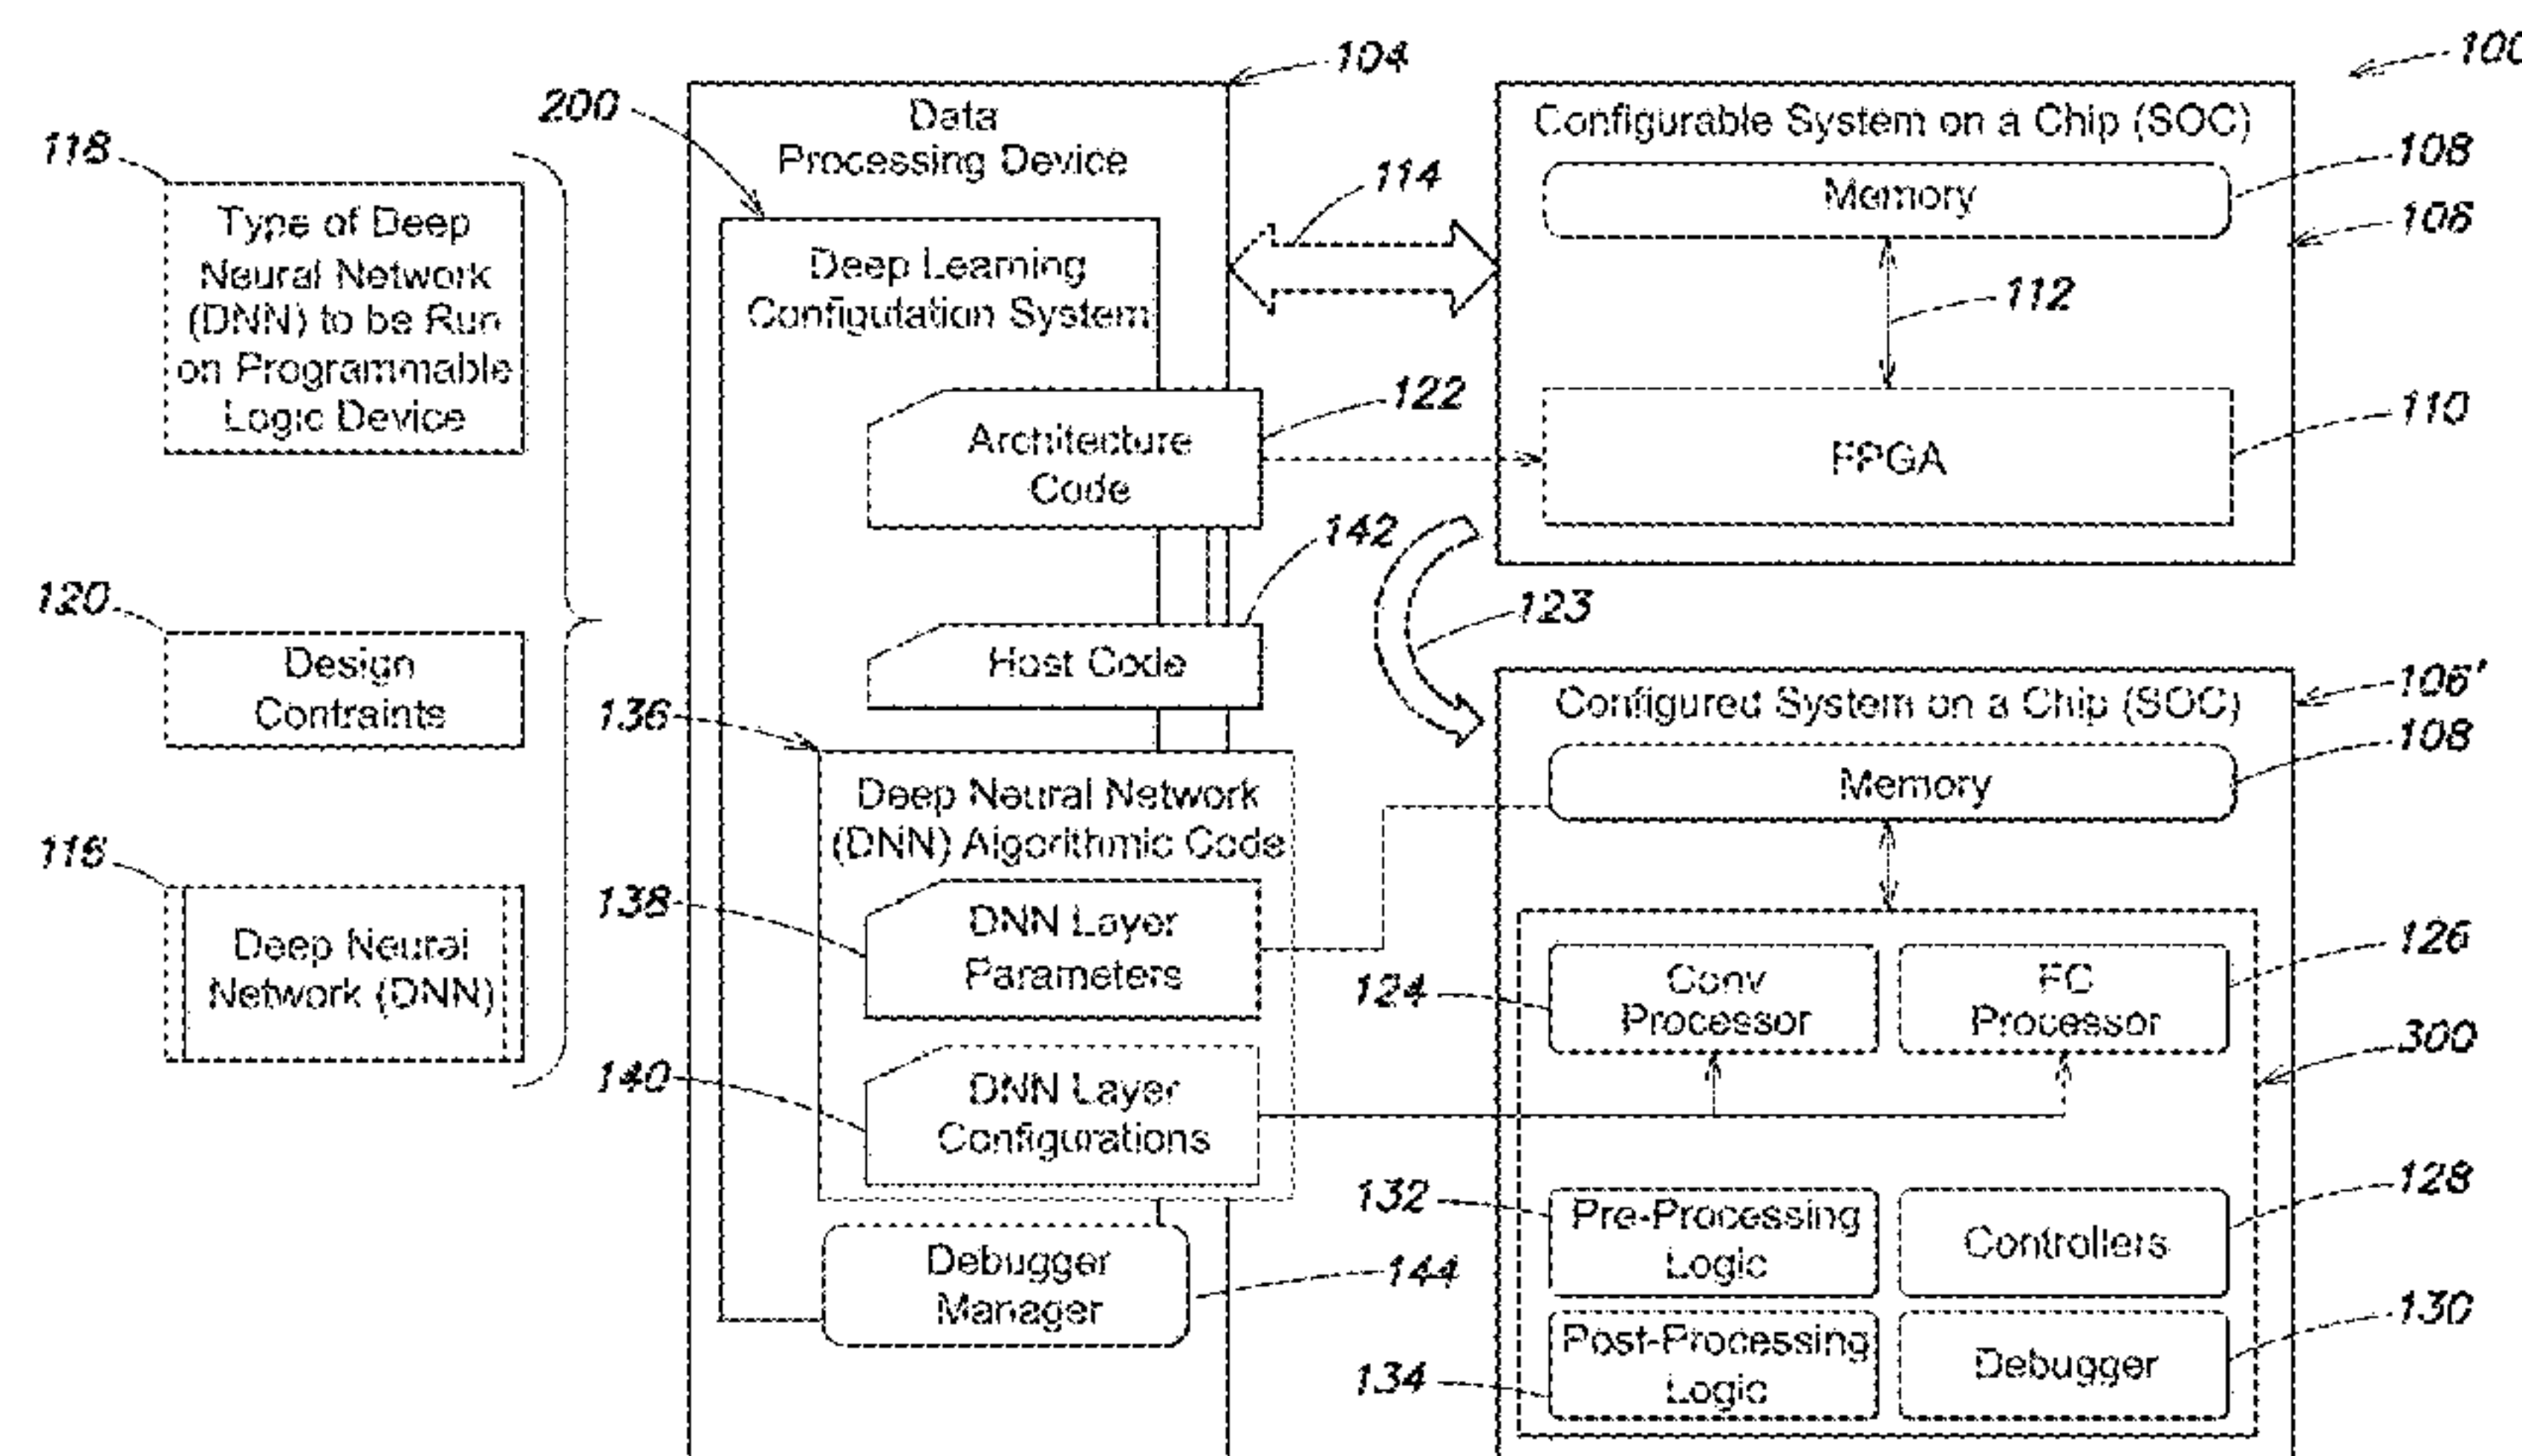 100
104
200
Data
Processing Device
Configurable System on a Chip (SOC)
118
Type of Deep
Neural Network
(DNN) to be Run
on Programmable
Logic Device
Memory
108
106
114
Deep Learning
Configutation System
112
122
Architecture
Code
FPGA
110
142
123
120
Design
Contraints
Host Code
136
Configured System on a Chip (SOC)
106'
108
Memory
Deep Neural Network
(DNN) Algorithmic Code
116
Deep Neural
Network (DNN)
138
DNN Layer
Parameters
124
Conv
Processor
FC
Processor
126
300
140
DNN Layer
Configurations
132
Pre-Processing
Logic
Controllers
128
Debugger
Manager
144
134
Post-Processing
Logic
Debugger
130